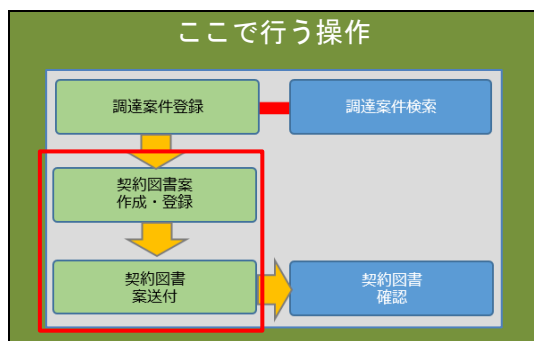 ここで行う操作
調達案件登録
調達案件検索
契約図書案
作成・登録
契約図書
案送付
契約図書
確認